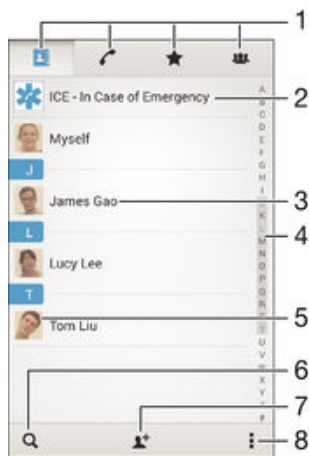 1
ICE - In Case of Emergency
2
Myself
J
James Gao
3
L
Lucy Lee
T
Tom Liu
A
B
C
D
E
F
G
H
I
K
L
M
N
O
P
Q
R
T
U
V
W
X
Y
#
4
5
6
7
8